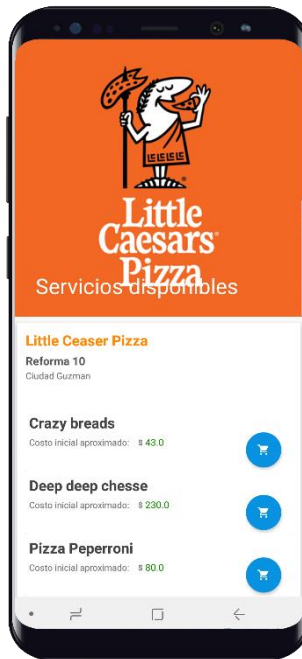 Little
Caesars
Pizza
Servicios disponibles
Little Ceaser Pizza
Reforma 10
Ciudad Guzman
Crazy breads
Costo inicial aproximado: $ 43.0
Deep deep chesse
Costo inicial aproximado: $ 230.0
Pizza Peperroni
Costo inicial aproximado: $ 80.0